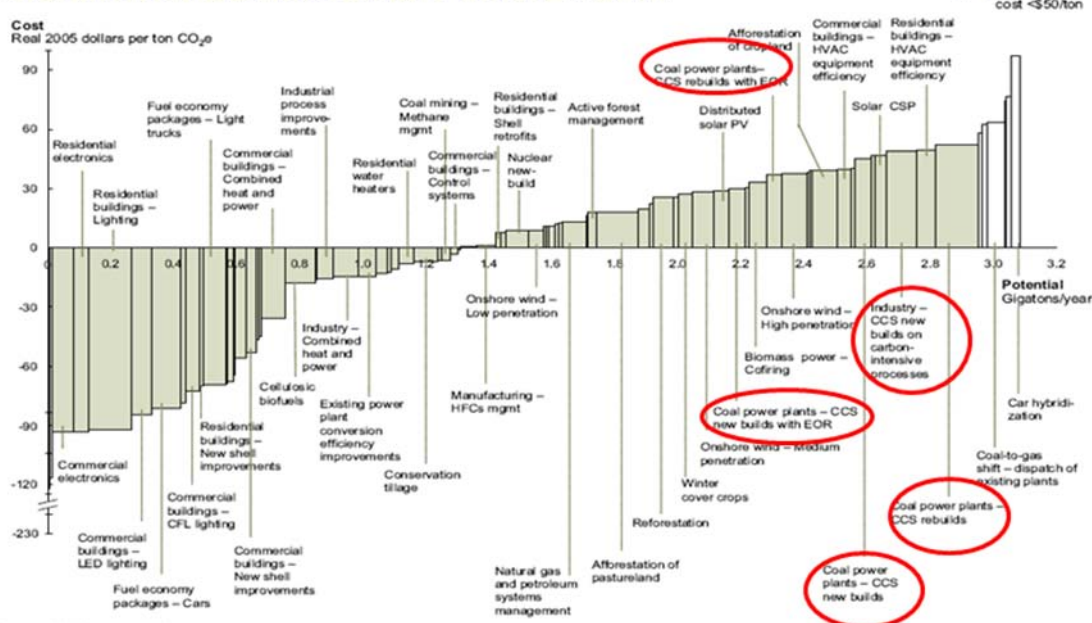 cost <$50/ton
Cost
Real 2005 dollars per ton CO₂e
90
60
30
0
-30
-60
-90
-120
-230
0
0.2
0.4
0.6
0.8
1.0
1.2
1.4
1.6
1.8
2.0
2.2
2.4
2.6
2.8
3.0
3.2
Potential
Gigatons/year
Residential
electronics
Residential
buildings –
Lighting
Fuel economy
packages – Light
trucks
Commercial
buildings –
Combined
heat and
power
Industrial
process
improve-
ments
Residential
water
heaters
Coal mining –
Methane
mgmt
Commercial
buildings –
Control
systems
Residential
buildings –
Shell
retrofits
Nuclear
new-
build
Active forest
management
Coal power plants–
CCS rebuilds with EOR
Distributed
solar PV
Afforestation
of cropland
Commercial
buildings –
HVAC
equipment
efficiency
Solar CSP
Residential
buildings –
HVAC
equipment
efficiency
Commercial
electronics
Commercial
buildings –
LED lighting
Fuel economy
packages – Cars
Commercial
buildings –
CFL lighting
Residential
buildings –
New shell
improvements
Commercial
buildings –
New shell
improvements
Cellulosic
biofuels
Industry –
Combined
heat and
power
Existing power
plant
conversion
efficiency
improvements
Conservation
tillage
Manufacturing –
HFCs mgmt
Onshore wind –
Low penetration
Natural gas
and petroleum
systems
management
Afforestation of
pastureland
Reforestation
Winter
cover crops
Onshore wind – Medium
penetration
Coal power plants – CCS
new builds with EOR
Biomass power –
Cofiring
Onshore wind –
High penetration
Industry –
CCS new
builds on
carbon-
intensive
processes
Coal power
plants – CCS
new builds
Coal power plants –
CCS rebuilds
Coal-to-gas
shift – dispatch of
existing plants
Car hybridi-
zation